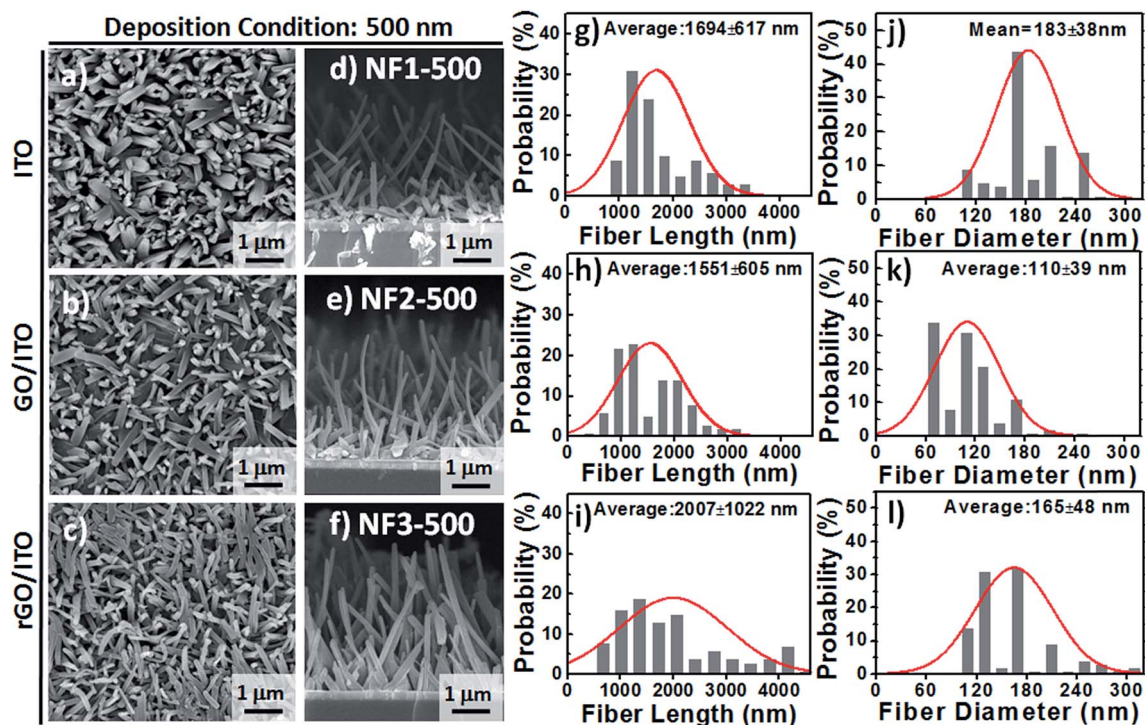 Deposition Condition: 500 nm
ITO
a)
1 μm
d) NF1-500
1 μm
g) Average:1694±617 nm
Probability (%)
40
30
20
10
0
0 1000 2000 3000 4000
Fiber Length (nm)
j) Mean=183±38nm
Probability (%)
50
40
30
20
10
0
0 60 120 180 240 300
Fiber Diameter (nm)
GO/ITO
b)
1 μm
e) NF2-500
1 μm
h) Average:1551±605 nm
Probability (%)
40
30
20
10
0
0 1000 2000 3000 4000
Fiber Length (nm)
k) Average:110±39 nm
Probability (%)
50
40
30
20
10
0
0 60 120 180 240 300
Fiber Diameter (nm)
rGO/ITO
c)
1 μm
f) NF3-500
1 μm
i) Average:2007±1022 nm
Probability (%)
40
30
20
10
0
0 1000 2000 3000 4000
Fiber Length (nm)
l) Average:165±48 nm
Probability (%)
50
40
30
20
10
0
0 60 120 180 240 300
Fiber Diameter (nm)